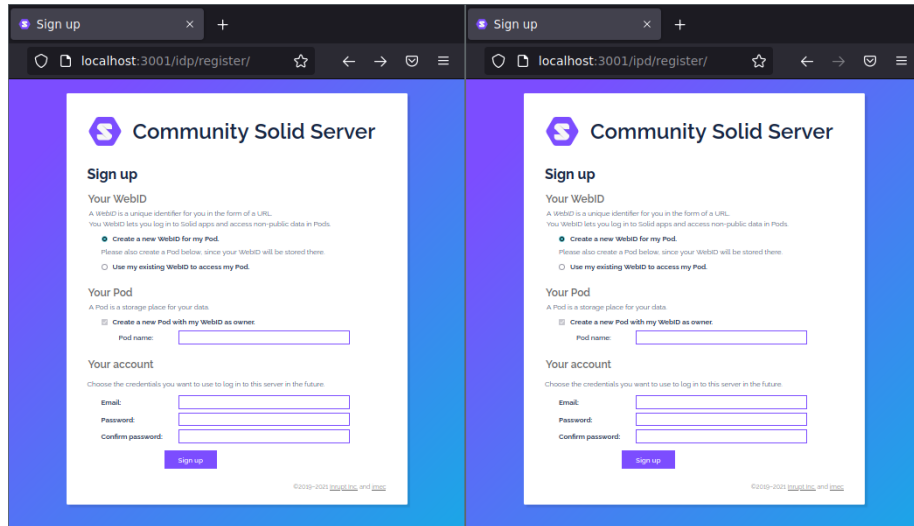 Sign up
localhost:3001/idp/register/
Community Solid Server
Sign up
Your WebID
A WebID is a unique identifier for you in the form of a URL.
You WebID lets you log in to Solid apps and access non-public data in Pods.
Create a new WebID for my Pod.
Please also create a Pod below, since your WebID will be stored there.
Use my existing WebID to access my Pod.
Your Pod
A Pod is a storage place for your data.
Create a new Pod with my WebID as owner.
Pod name:
Your account
Choose the credentials you want to use to log in to this server in the future.
Email:
Password:
Confirm password:
Sign up
©2019–2021 Inrupt Inc. and imec
Sign up
localhost:3001/ipd/register/
Community Solid Server
Sign up
Your WebID
A WebID is a unique identifier for you in the form of a URL.
You WebID lets you log in to Solid apps and access non-public data in Pods.
Create a new WebID for my Pod.
Please also create a Pod below, since your WebID will be stored there.
Use my existing WebID to access my Pod.
Your Pod
A Pod is a storage place for your data.
Create a new Pod with my WebID as owner.
Pod name:
Your account
Choose the credentials you want to use to log in to this server in the future.
Email:
Password:
Confirm password:
Sign up
©2019–2021 Inrupt Inc. and imec